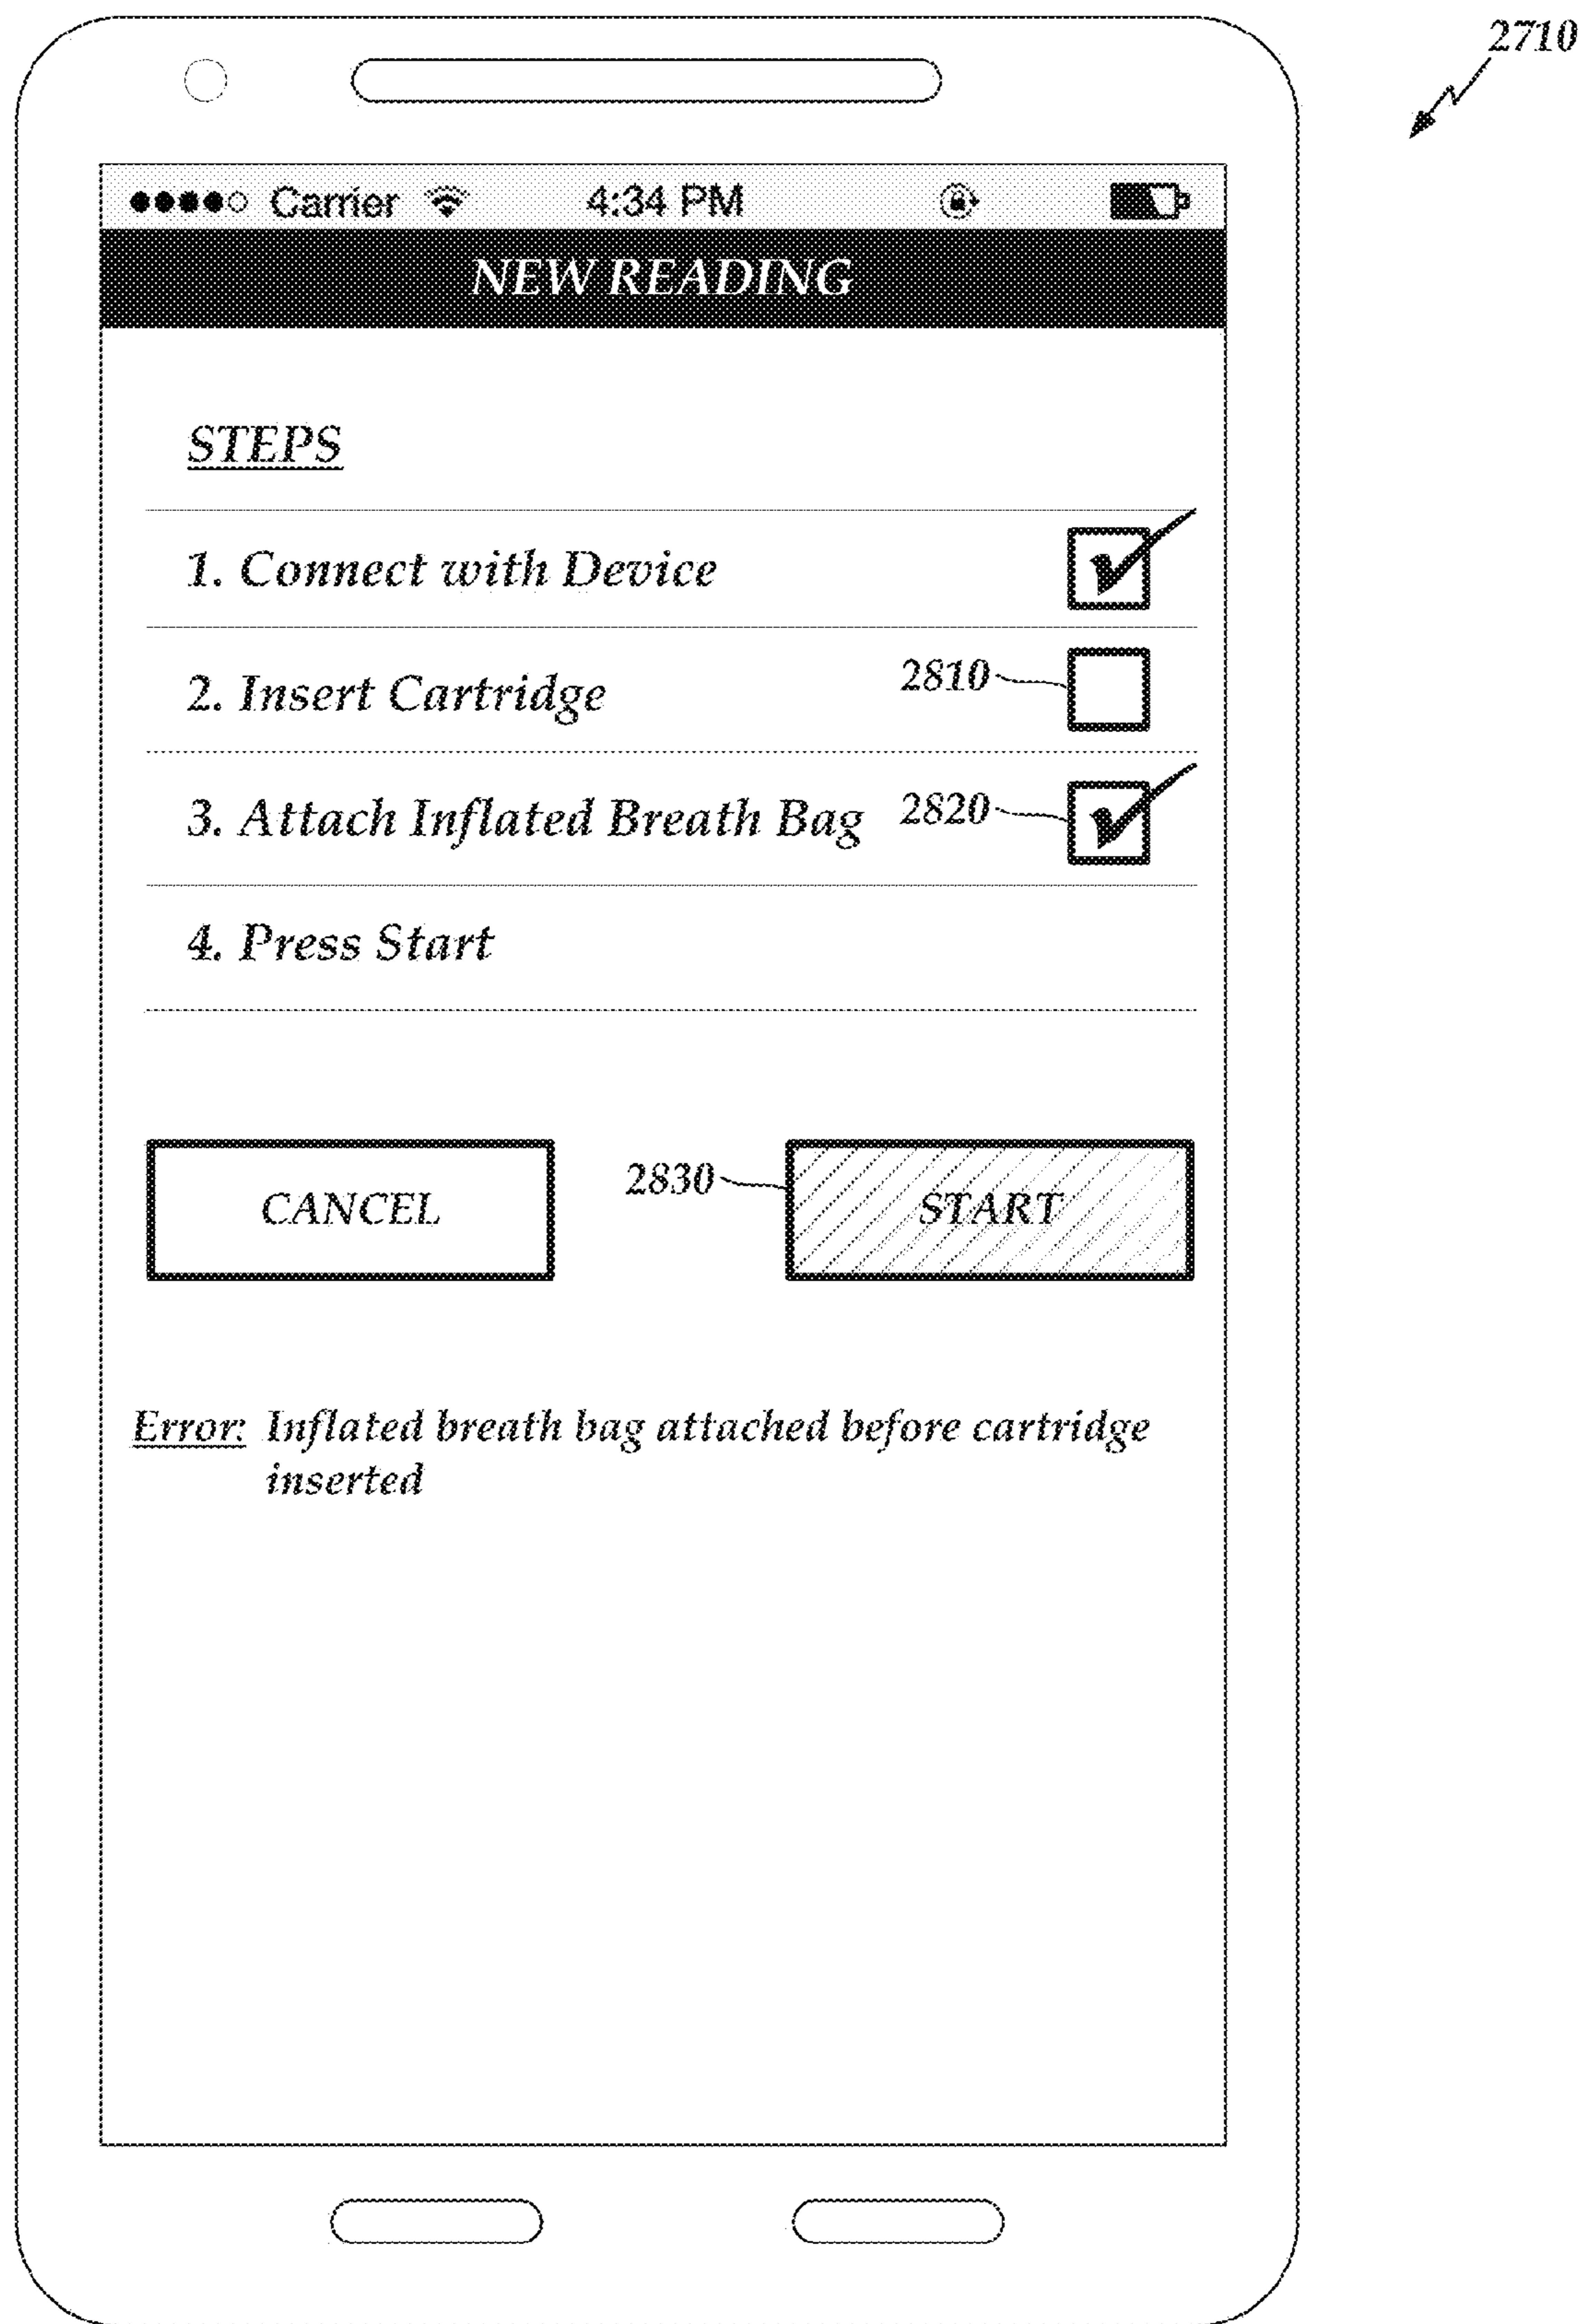 2710
Carrier 4:34 PM
NEW READING
STEPS
1. Connect with Device
2. Insert Cartridge 2810
3. Attach Inflated Breath Bag 2820
4. Press Start
CANCEL 2830 START
Error: Inflated breath bag attached before cartridge
inserted